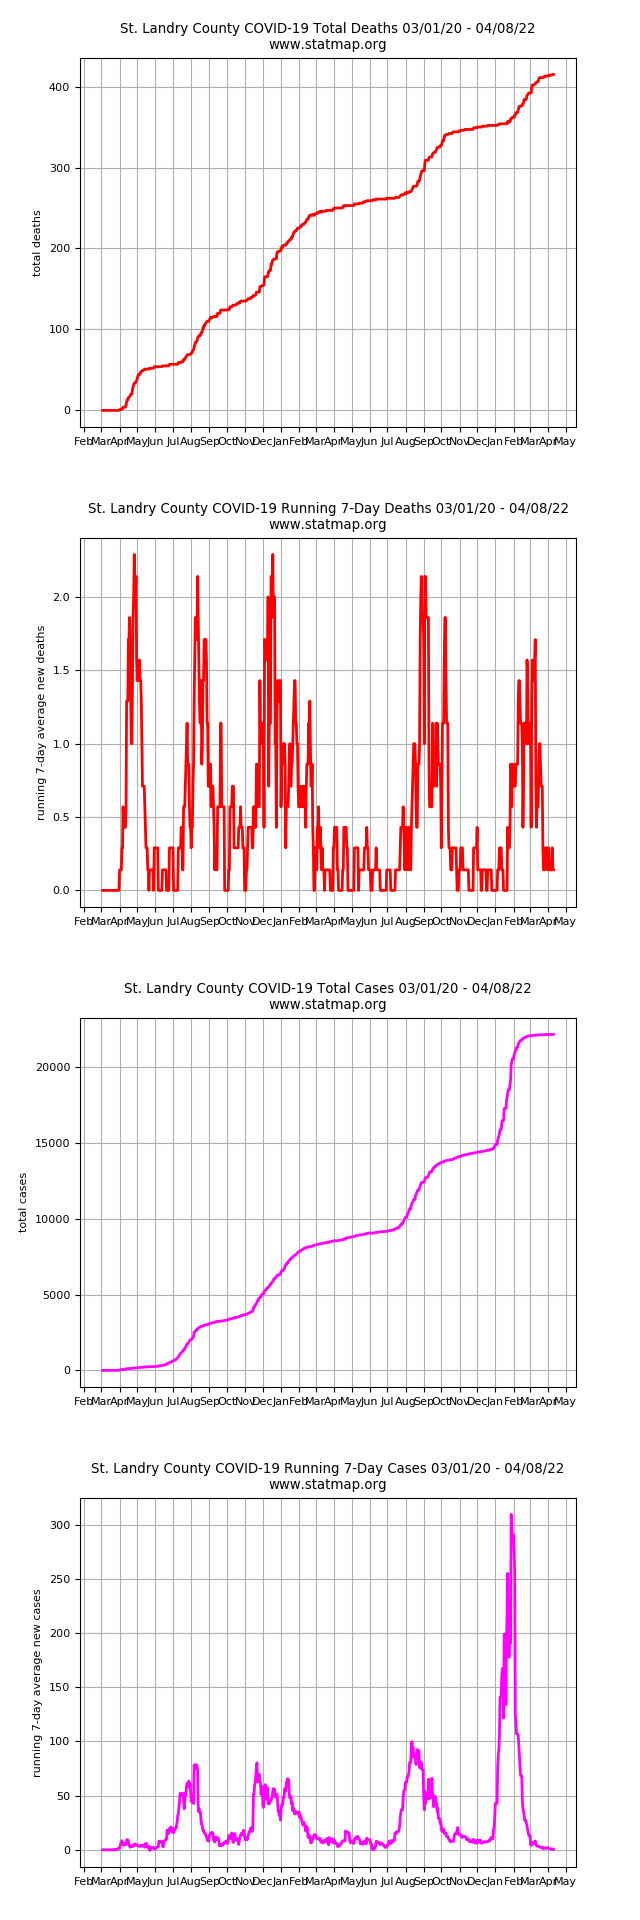 St. Landry County COVID-19 Total Deaths 03/01/20 - 04/08/22
www.statmap.org
total deaths
400
300
200
100
0
Feb Mar Apr May Jun Jul Aug Sep Oct Nov Dec Jan Feb Mar Apr May Jun Jul Aug Sep Oct Nov Dec Jan Feb Mar Apr May
St. Landry County COVID-19 Running 7-Day Deaths 03/01/20 - 04/08/22
www.statmap.org
running 7-day average new deaths
2.0
1.5
1.0
0.5
0.0
Feb Mar Apr May Jun Jul Aug Sep Oct Nov Dec Jan Feb Mar Apr May Jun Jul Aug Sep Oct Nov Dec Jan Feb Mar Apr May
St. Landry County COVID-19 Total Cases 03/01/20 - 04/08/22
www.statmap.org
total cases
20000
15000
10000
5000
0
Feb Mar Apr May Jun Jul Aug Sep Oct Nov Dec Jan Feb Mar Apr May Jun Jul Aug Sep Oct Nov Dec Jan Feb Mar Apr May
St. Landry County COVID-19 Running 7-Day Cases 03/01/20 - 04/08/22
www.statmap.org
running 7-day average new cases
300
250
200
150
100
50
0
Feb Mar Apr May Jun Jul Aug Sep Oct Nov Dec Jan Feb Mar Apr May Jun Jul Aug Sep Oct Nov Dec Jan Feb Mar Apr May